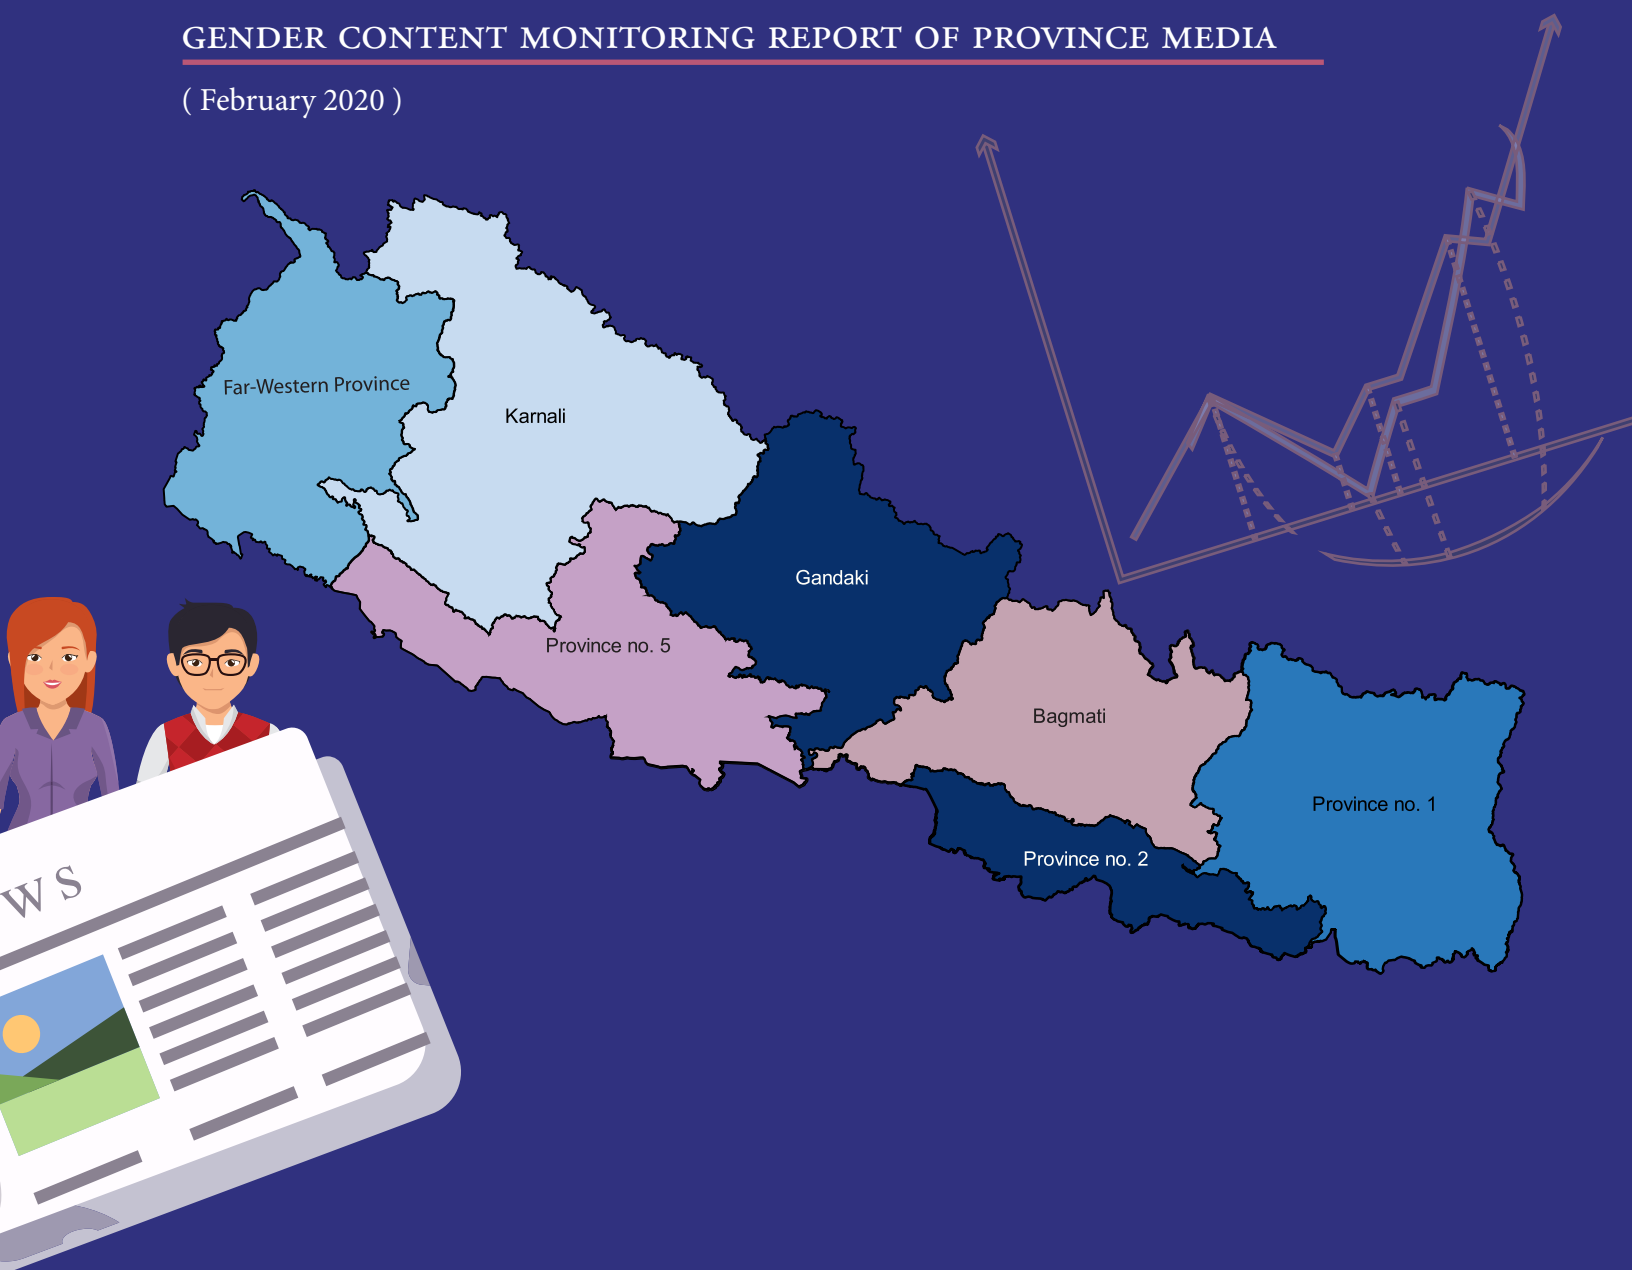 GENDER CONTENT MONITORING REPORT OF PROVINCE MEDIA
( February 2020 )
Far-Western Province
Karnali
Gandaki
Province no. 5
Bagmati
Province no. 1
Province no. 2
WS